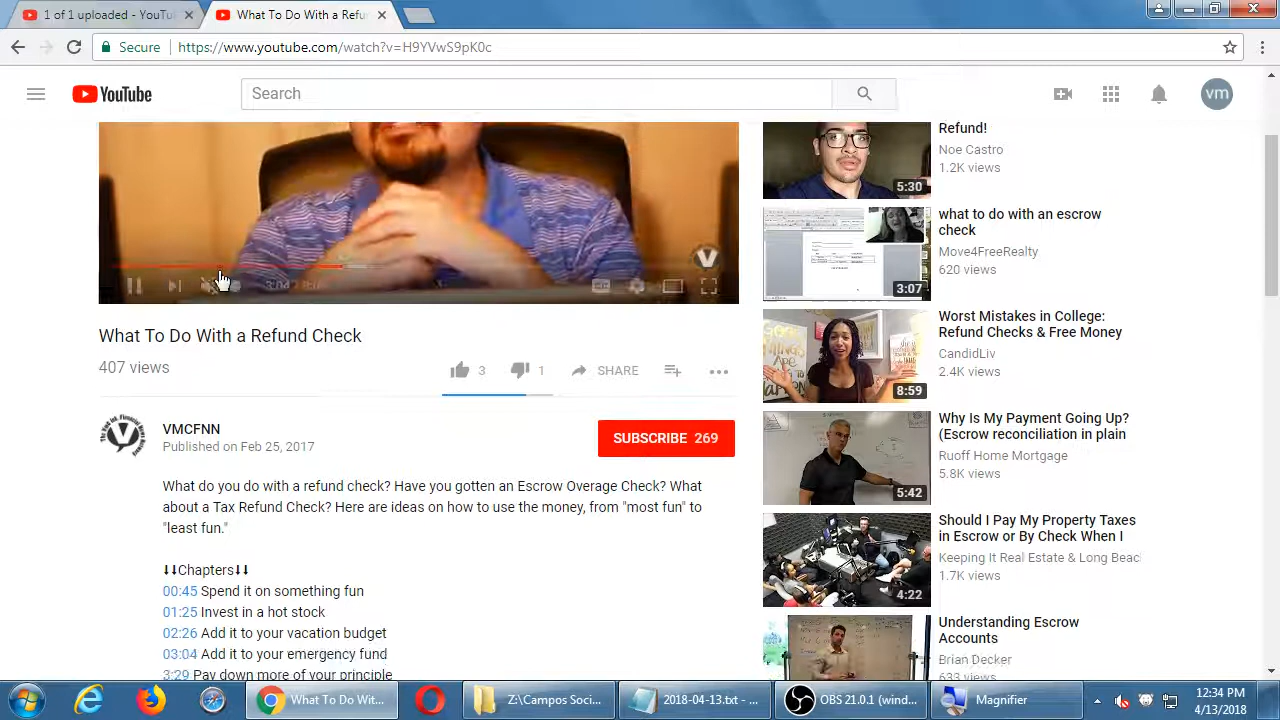 1 of 1 uploaded - YouTu
What To Do With a Refun
Secure
https://www.youtube.com/watch?v=H9YVwS9pK0c
YouTube
Search
vm
What To Do With a Refund Check
407 views
3
1
SHARE
VMCFNN
Published on Feb 25, 2017
SUBSCRIBE 269
What do you do with a refund check? Have you gotten an Escrow Overage Check? What
about a Tax Refund Check? Here are ideas on how to use the money, from "most fun" to
"least fun."
⭣⭣Chapters⭣⭣
00:45 Spend it on something fun
01:25 Invest in a hot stock
02:26 Add it to your vacation budget
03:04 Add it to your emergency fund
3:29 Pay down more of your principle
Refund!
Noe Castro
1.2K views
5:30
what to do with an escrow
check
Move4FreeRealty
620 views
3:07
Worst Mistakes in College:
Refund Checks & Free Money
CandidLiv
2.4K views
8:59
Why Is My Payment Going Up?
(Escrow reconciliation in plain
Ruoff Home Mortgage
5.8K views
5:42
Should I Pay My Property Taxes
in Escrow or By Check When I
Keeping It Real Estate & Long Beac
1.7K views
4:22
Understanding Escrow
Accounts
Brian Decker
633 views
What To Do Wit...
Z:\Campos Soci...
2018-04-13.txt - ...
OBS 21.0.1 (wind...
Magnifier
12:34 PM
4/13/2018